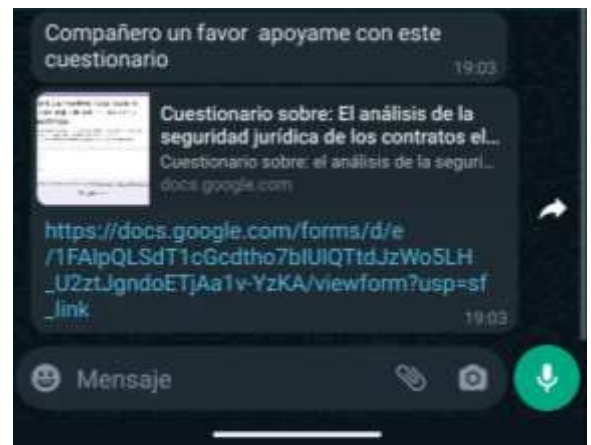 Compañero un favor apoyame con este
cuestionario
19:03
Cuestionario sobre: El análisis de la
seguridad jurídica de los contratos el...
Cuestionario sobre: el análisis de la seguri...
docs.google.com
https://docs.google.com/forms/d/e
/1FAIpQLSdT1cGcdtho7bIUIQTtdJzWo5LH
_U2ztJgndoETjAa1v-YzKA/viewform?usp=sf
_link
19:03
Mensaje